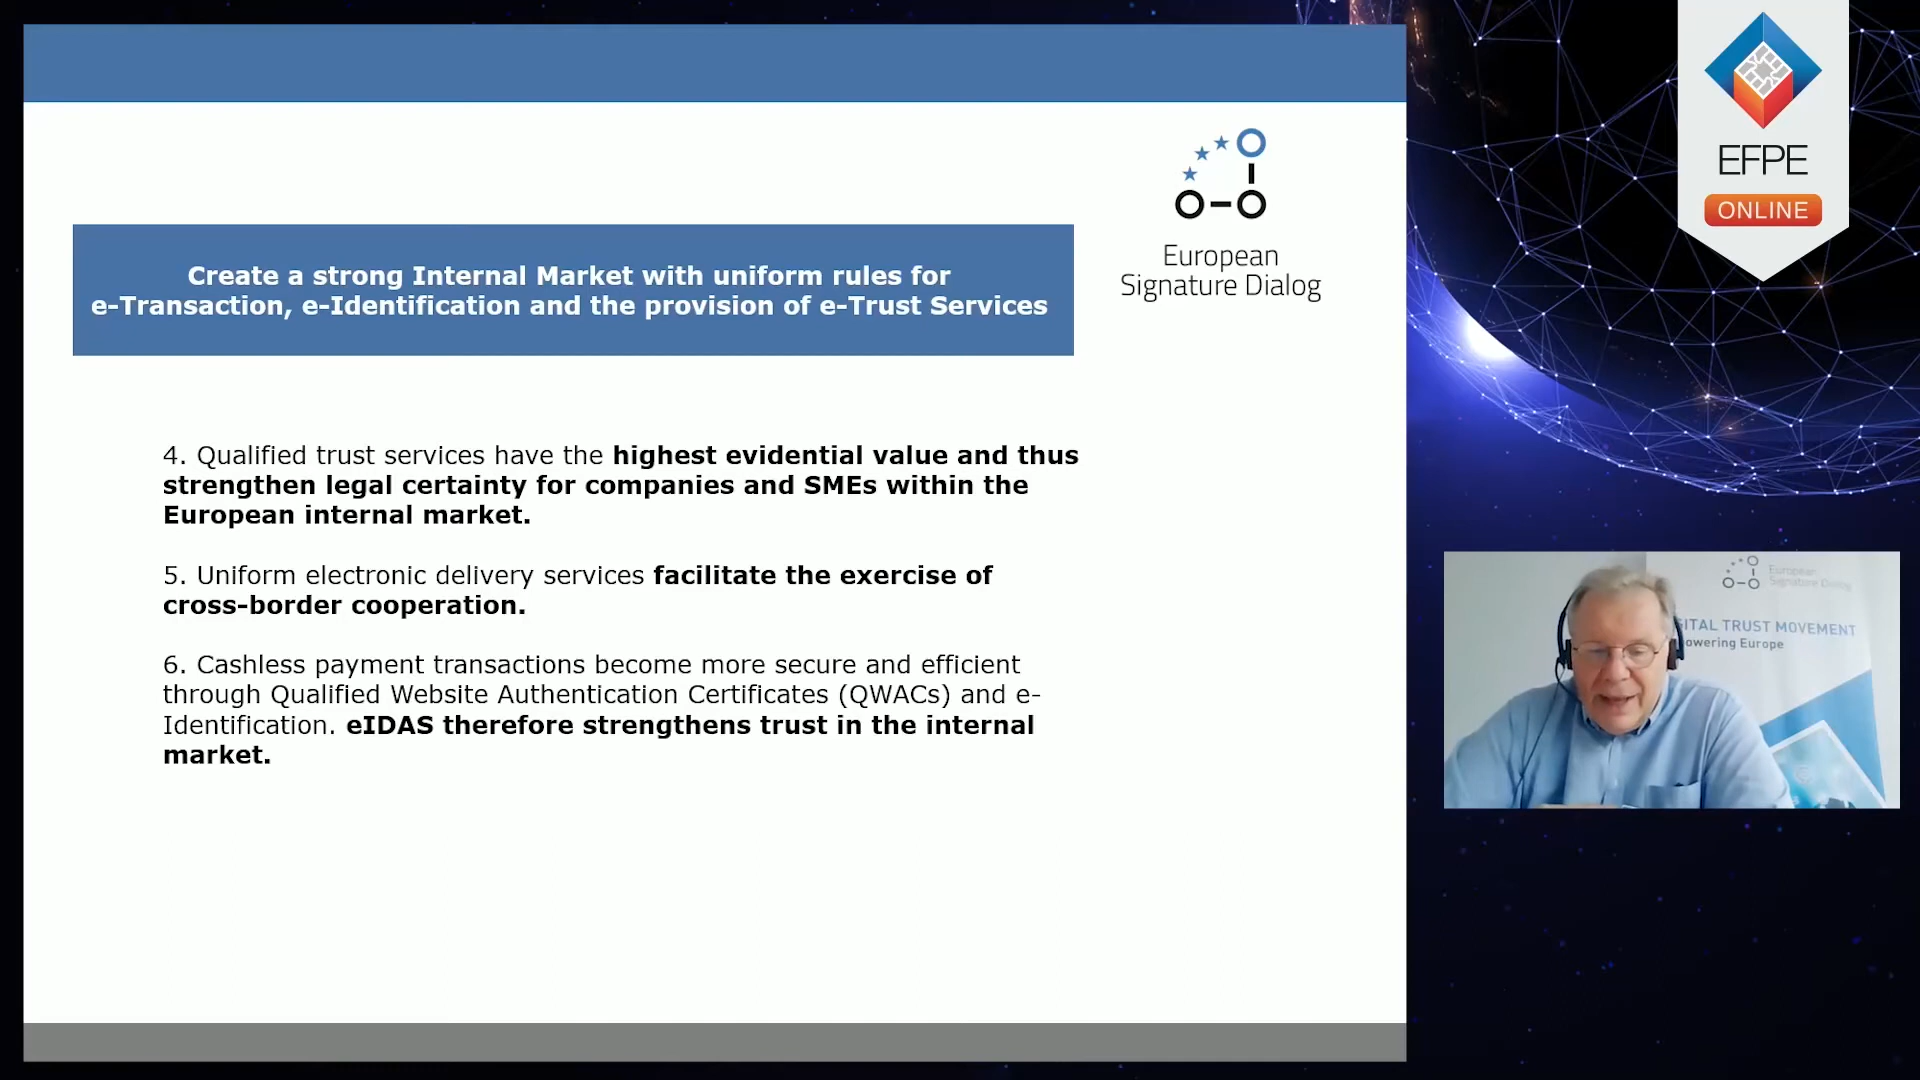 Create a strong Internal Market with uniform rules for
e-Transaction, e-Identification and the provision of e-Trust Services
European
Signature Dialog
4. Qualified trust services have the highest evidential value and thus
strengthen legal certainty for companies and SMEs within the
European internal market.
5. Uniform electronic delivery services facilitate the exercise of
cross-border cooperation.
6. Cashless payment transactions become more secure and efficient
through Qualified Website Authentication Certificates (QWACs) and e-
Identification. eIDAS therefore strengthens trust in the internal
market.
EFPE
ONLINE
European
Signature Dialog
TRUST MOVEMENT
Europe